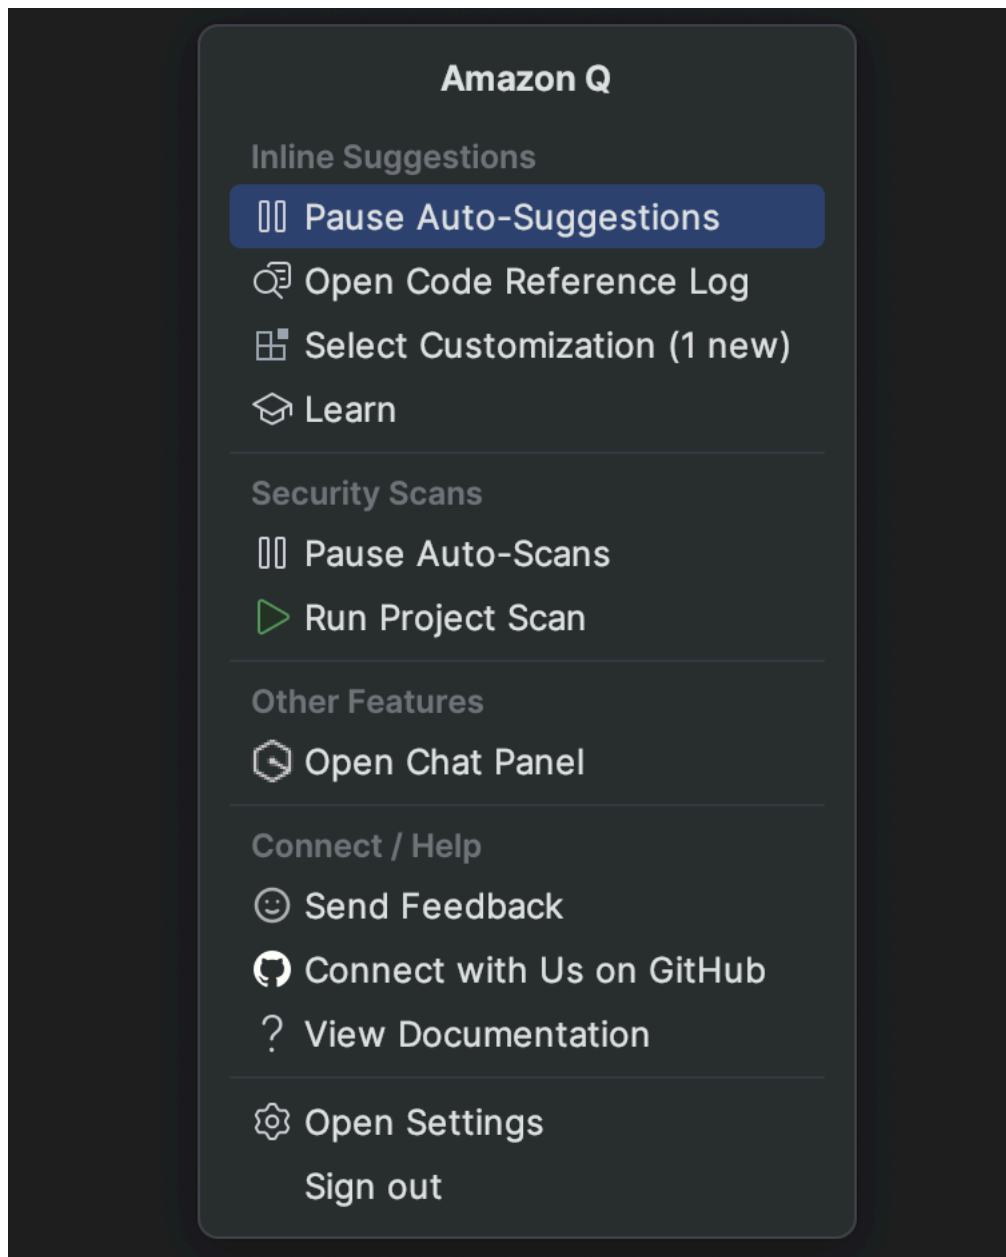 Amazon Q
Inline Suggestions
Pause Auto-Suggestions
Open Code Reference Log
Select Customization (1 new)
Learn
Security Scans
Pause Auto-Scans
Run Project Scan
Other Features
Open Chat Panel
Connect / Help
Send Feedback
Connect with Us on GitHub
View Documentation
Open Settings
Sign out